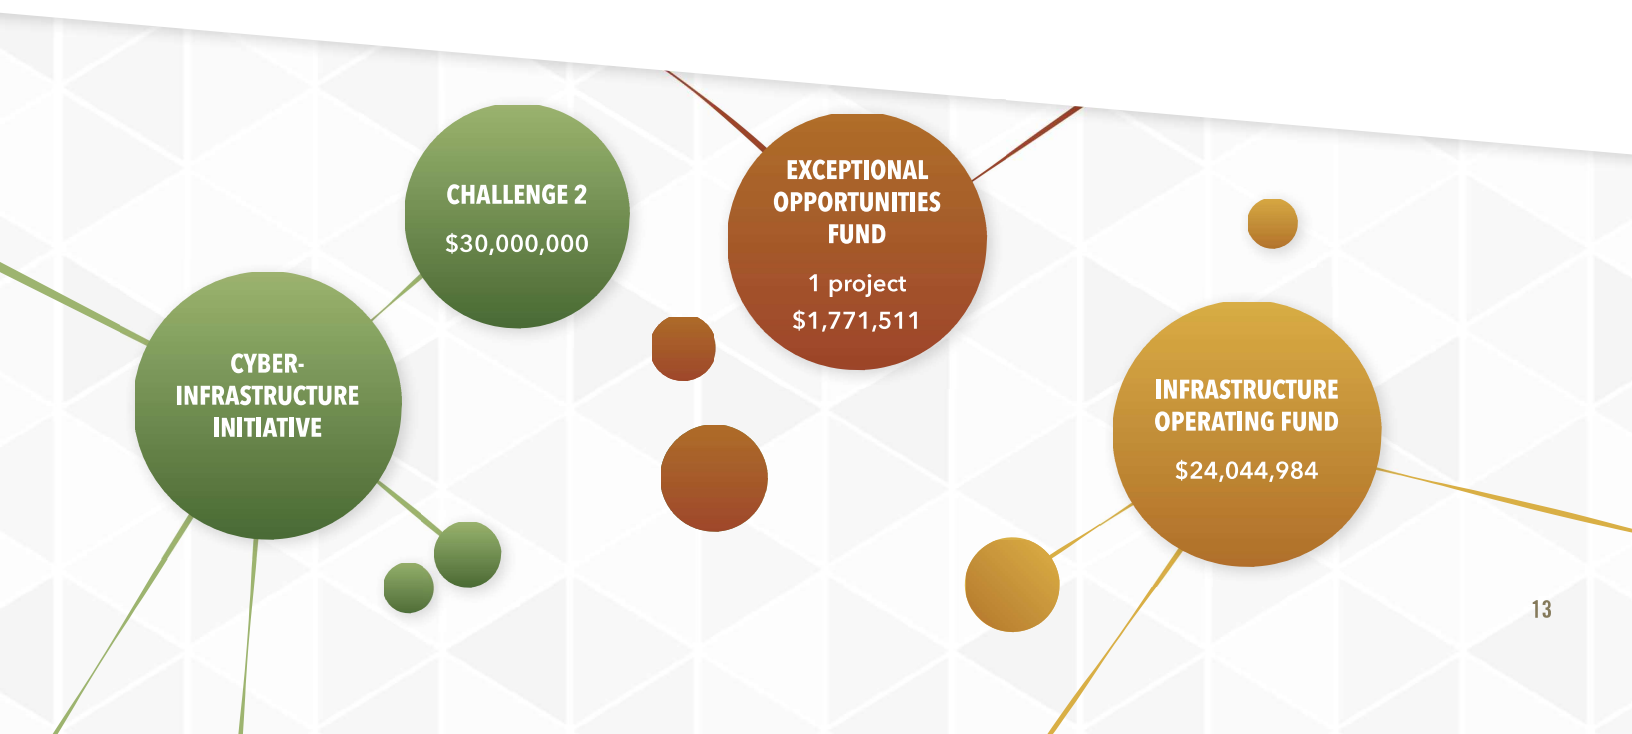 CHALLENGE 2
$30,000,000
CYBER-
INFRASTRUCTURE
INITIATIVE
EXCEPTIONAL
OPPORTUNITIES
FUND
1 project
$1,771,511
INFRASTRUCTURE
OPERATING FUND
$24,044,984
13